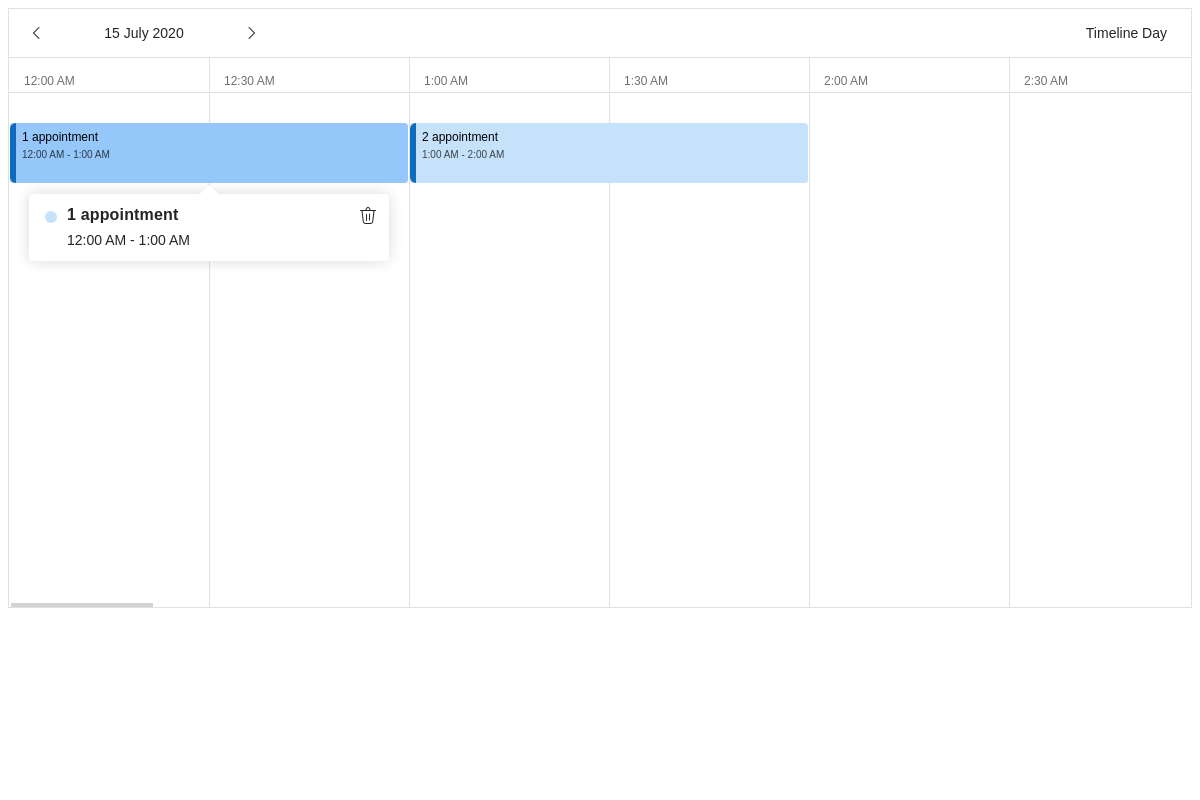 15 July 2020
Timeline Day
12:00 AM
12:30 AM
1:00 AM
1:30 AM
2:00 AM
2:30 AM
1 appointment
12:00 AM - 1:00 AM
2 appointment
1:00 AM - 2:00 AM
1 appointment
12:00 AM - 1:00 AM